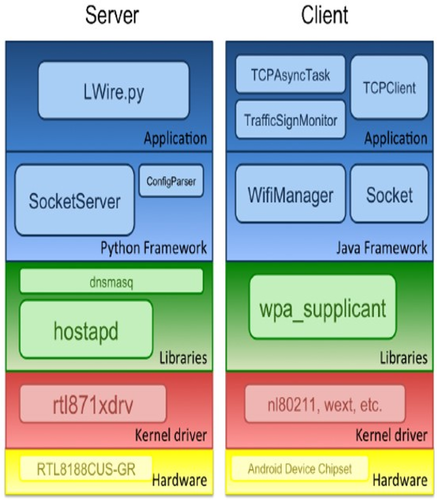 Server
LWire.py
Application
SocketServer
ConfigParser
Python Framework
dnsmasq
hostapd
Libraries
rtl871xdrv
Kernel driver
RTL8188CUS-GR
Hardware
Client
TCPAsyncTask
TCPClient
TrafficSignMonitor
Application
WifiManager
Socket
Java Framework
wpa_supplicant
Libraries
nl80211, wext, etc.
Kernel driver
Android Device Chipset
Hardware